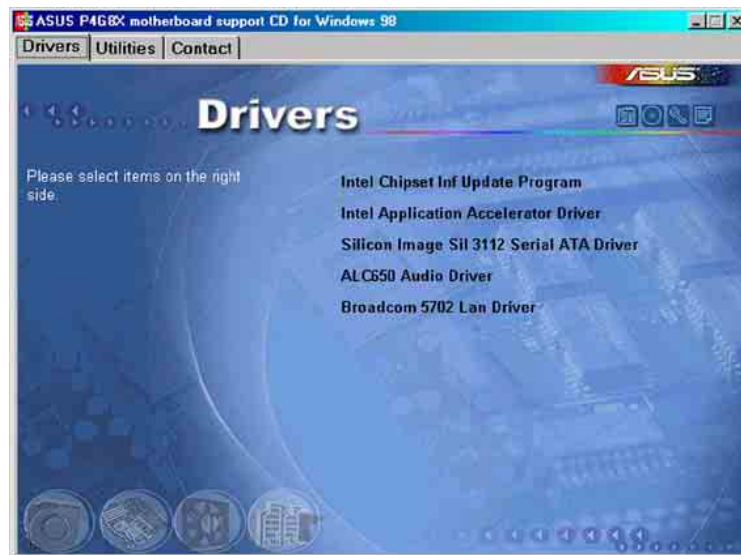 ASUS P4G8X motherboard support CD for Windows 98
Drivers Utilities Contact
ASUS
Drivers
Please select items on the right
side.
Intel Chipset Inf Update Program
Intel Application Accelerator Driver
Silicon Image Sil 3112 Serial ATA Driver
ALC650 Audio Driver
Broadcom 5702 Lan Driver